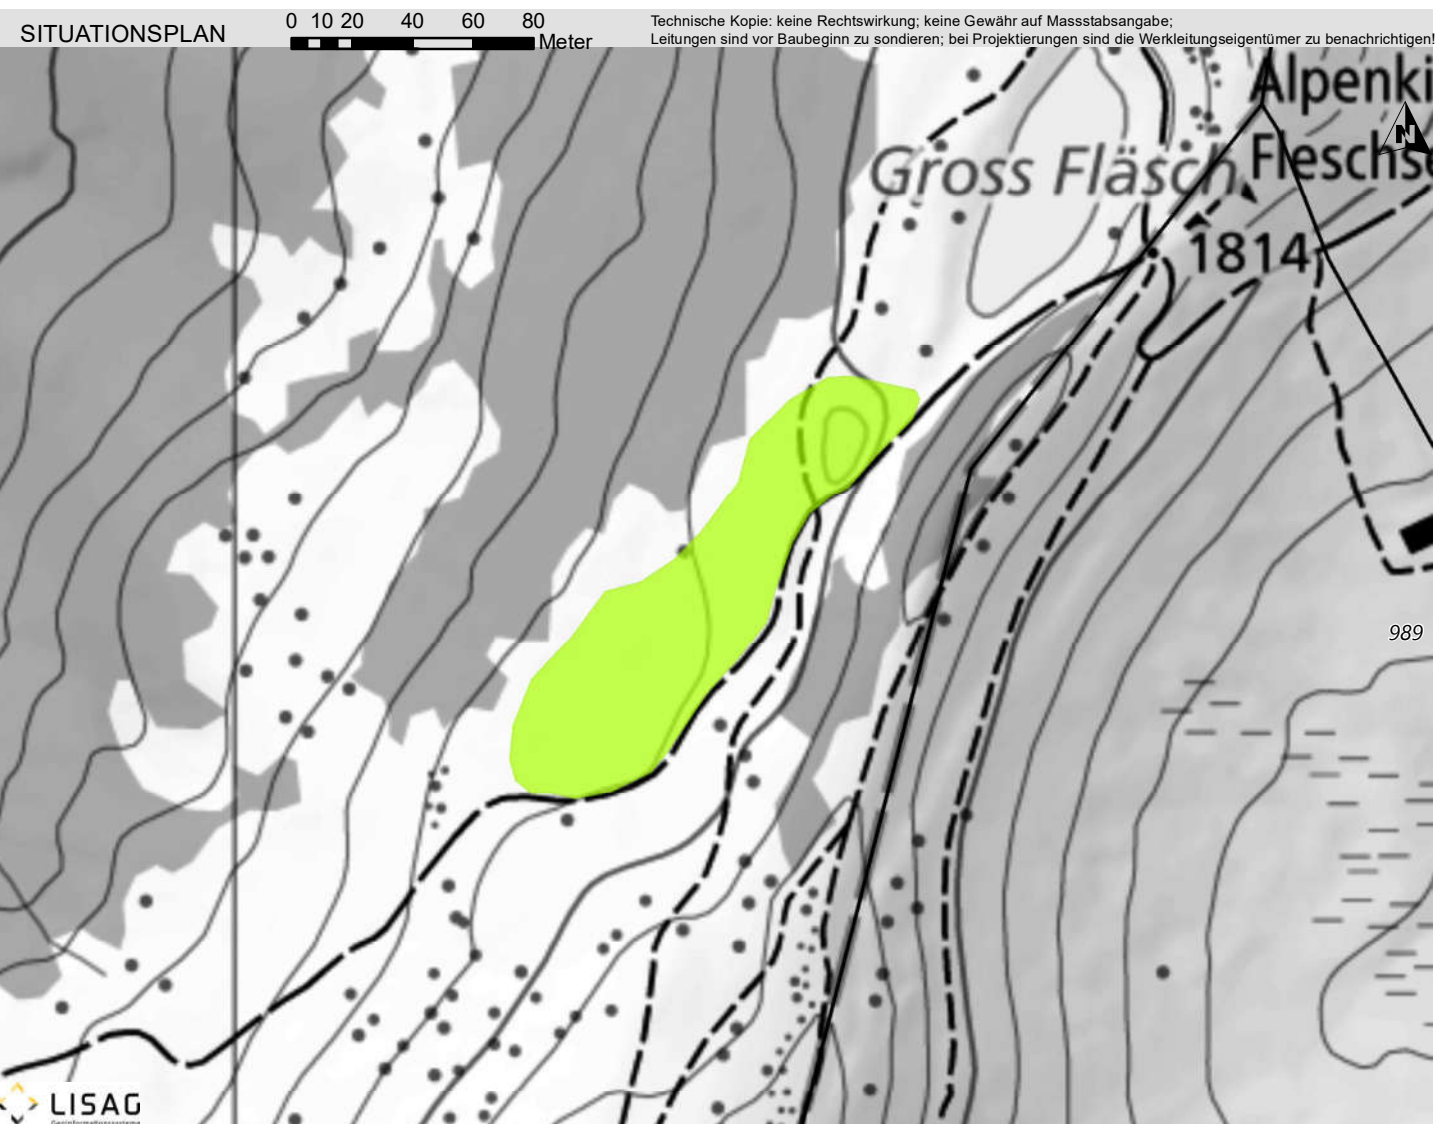 SITUATIONSPLAN
0 10 20 40 60 80
Meter
Technische Kopie: keine Rechtswirkung; keine Gewähr auf Massstabsangabe;
Leitungen sind vor Baubeginn zu sondieren; bei Projektierungen sind die Werkleitungseigentümer zu benachrichtigen!
Alpenki
N
Gross Fläsch
Fleschse
1814
989
LISAG